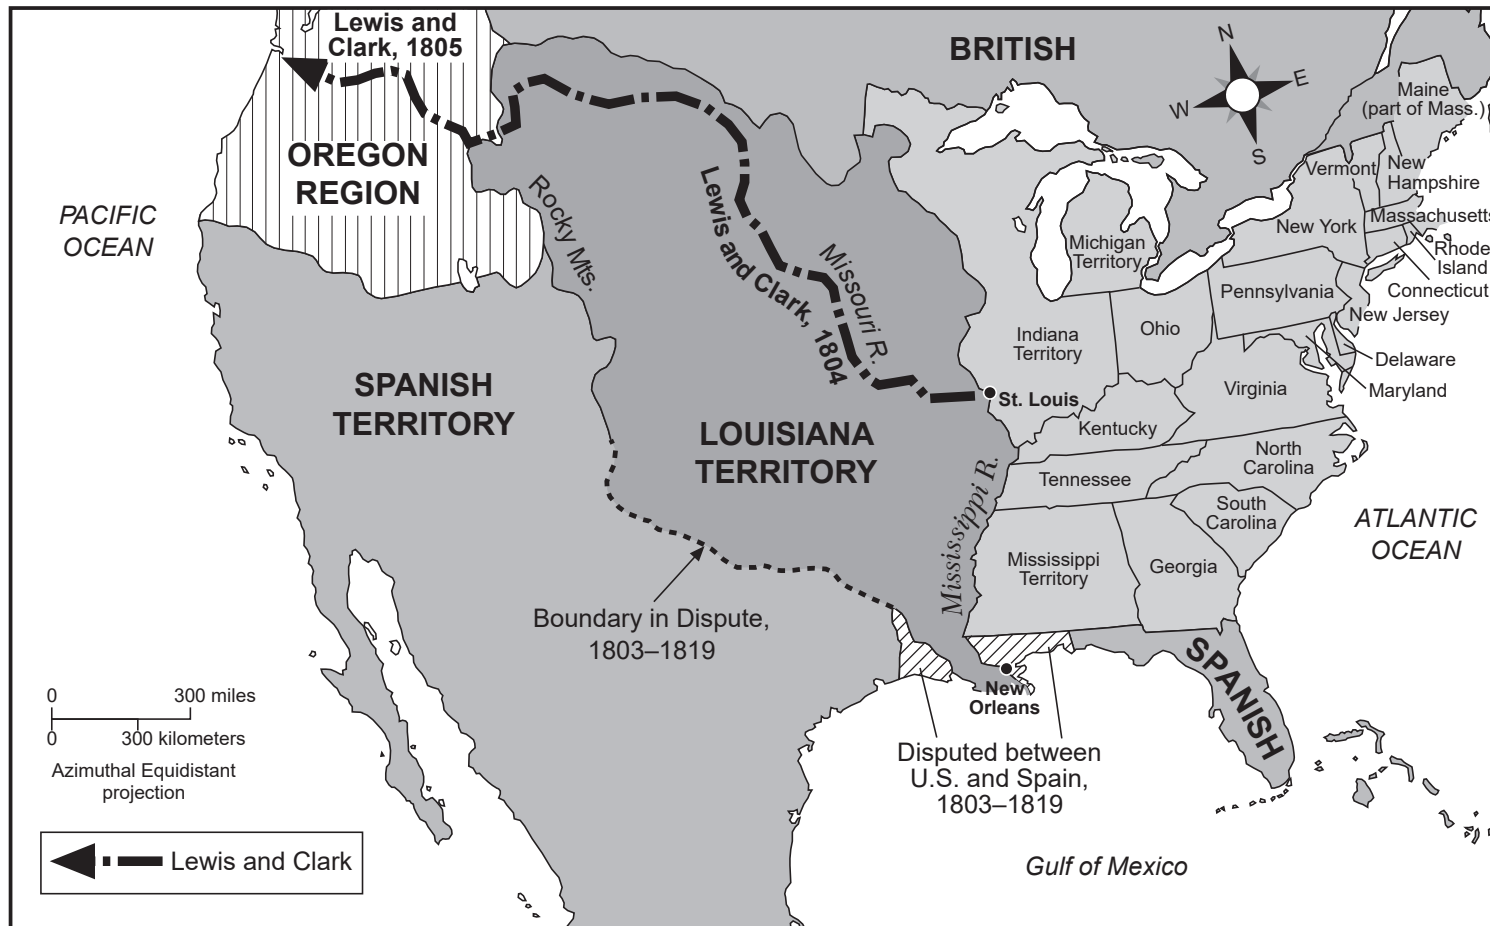 Lewis and
Clark, 1805
BRITISH
N
E
W
S
Maine
(part of Mass.)
OREGON
REGION
PACIFIC
OCEAN
Rocky Mts.
Lewis and Clark, 1804
Missouri R.
Vermont
New
Hampshire
New York
Massachusetts
Rhode
Island
Connecticut
Michigan
Territory
Pennsylvania
New Jersey
Indiana
Territory
Ohio
Delaware
Maryland
Virginia
SPANISH
TERRITORY
St. Louis
LOUISIANA
TERRITORY
Kentucky
North
Carolina
Tennessee
South
Carolina
Mississippi R.
ATLANTIC
OCEAN
Mississippi
Territory
Georgia
Boundary in Dispute,
1803–1819
SPANISH
New
Orleans
0
300 miles
0
300 kilometers
Azimuthal Equidistant
projection
Disputed between
U.S. and Spain,
1803–1819
Lewis and Clark
Gulf of Mexico